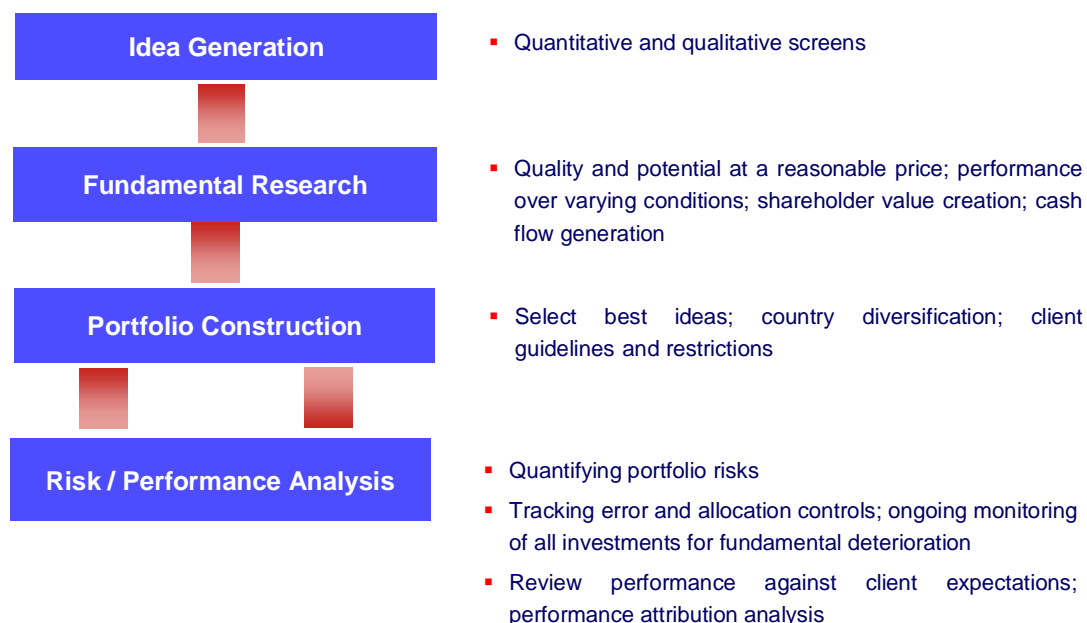 Idea Generation
▪ Quantitative and qualitative screens
Fundamental Research
▪ Quality and potential at a reasonable price; performance
over varying conditions; shareholder value creation; cash
flow generation
Portfolio Construction
▪ Select best ideas; country diversification; client
guidelines and restrictions
Risk / Performance Analysis
▪ Quantifying portfolio risks
▪ Tracking error and allocation controls; ongoing monitoring
of all investments for fundamental deterioration
▪ Review performance against client expectations;
performance attribution analysis